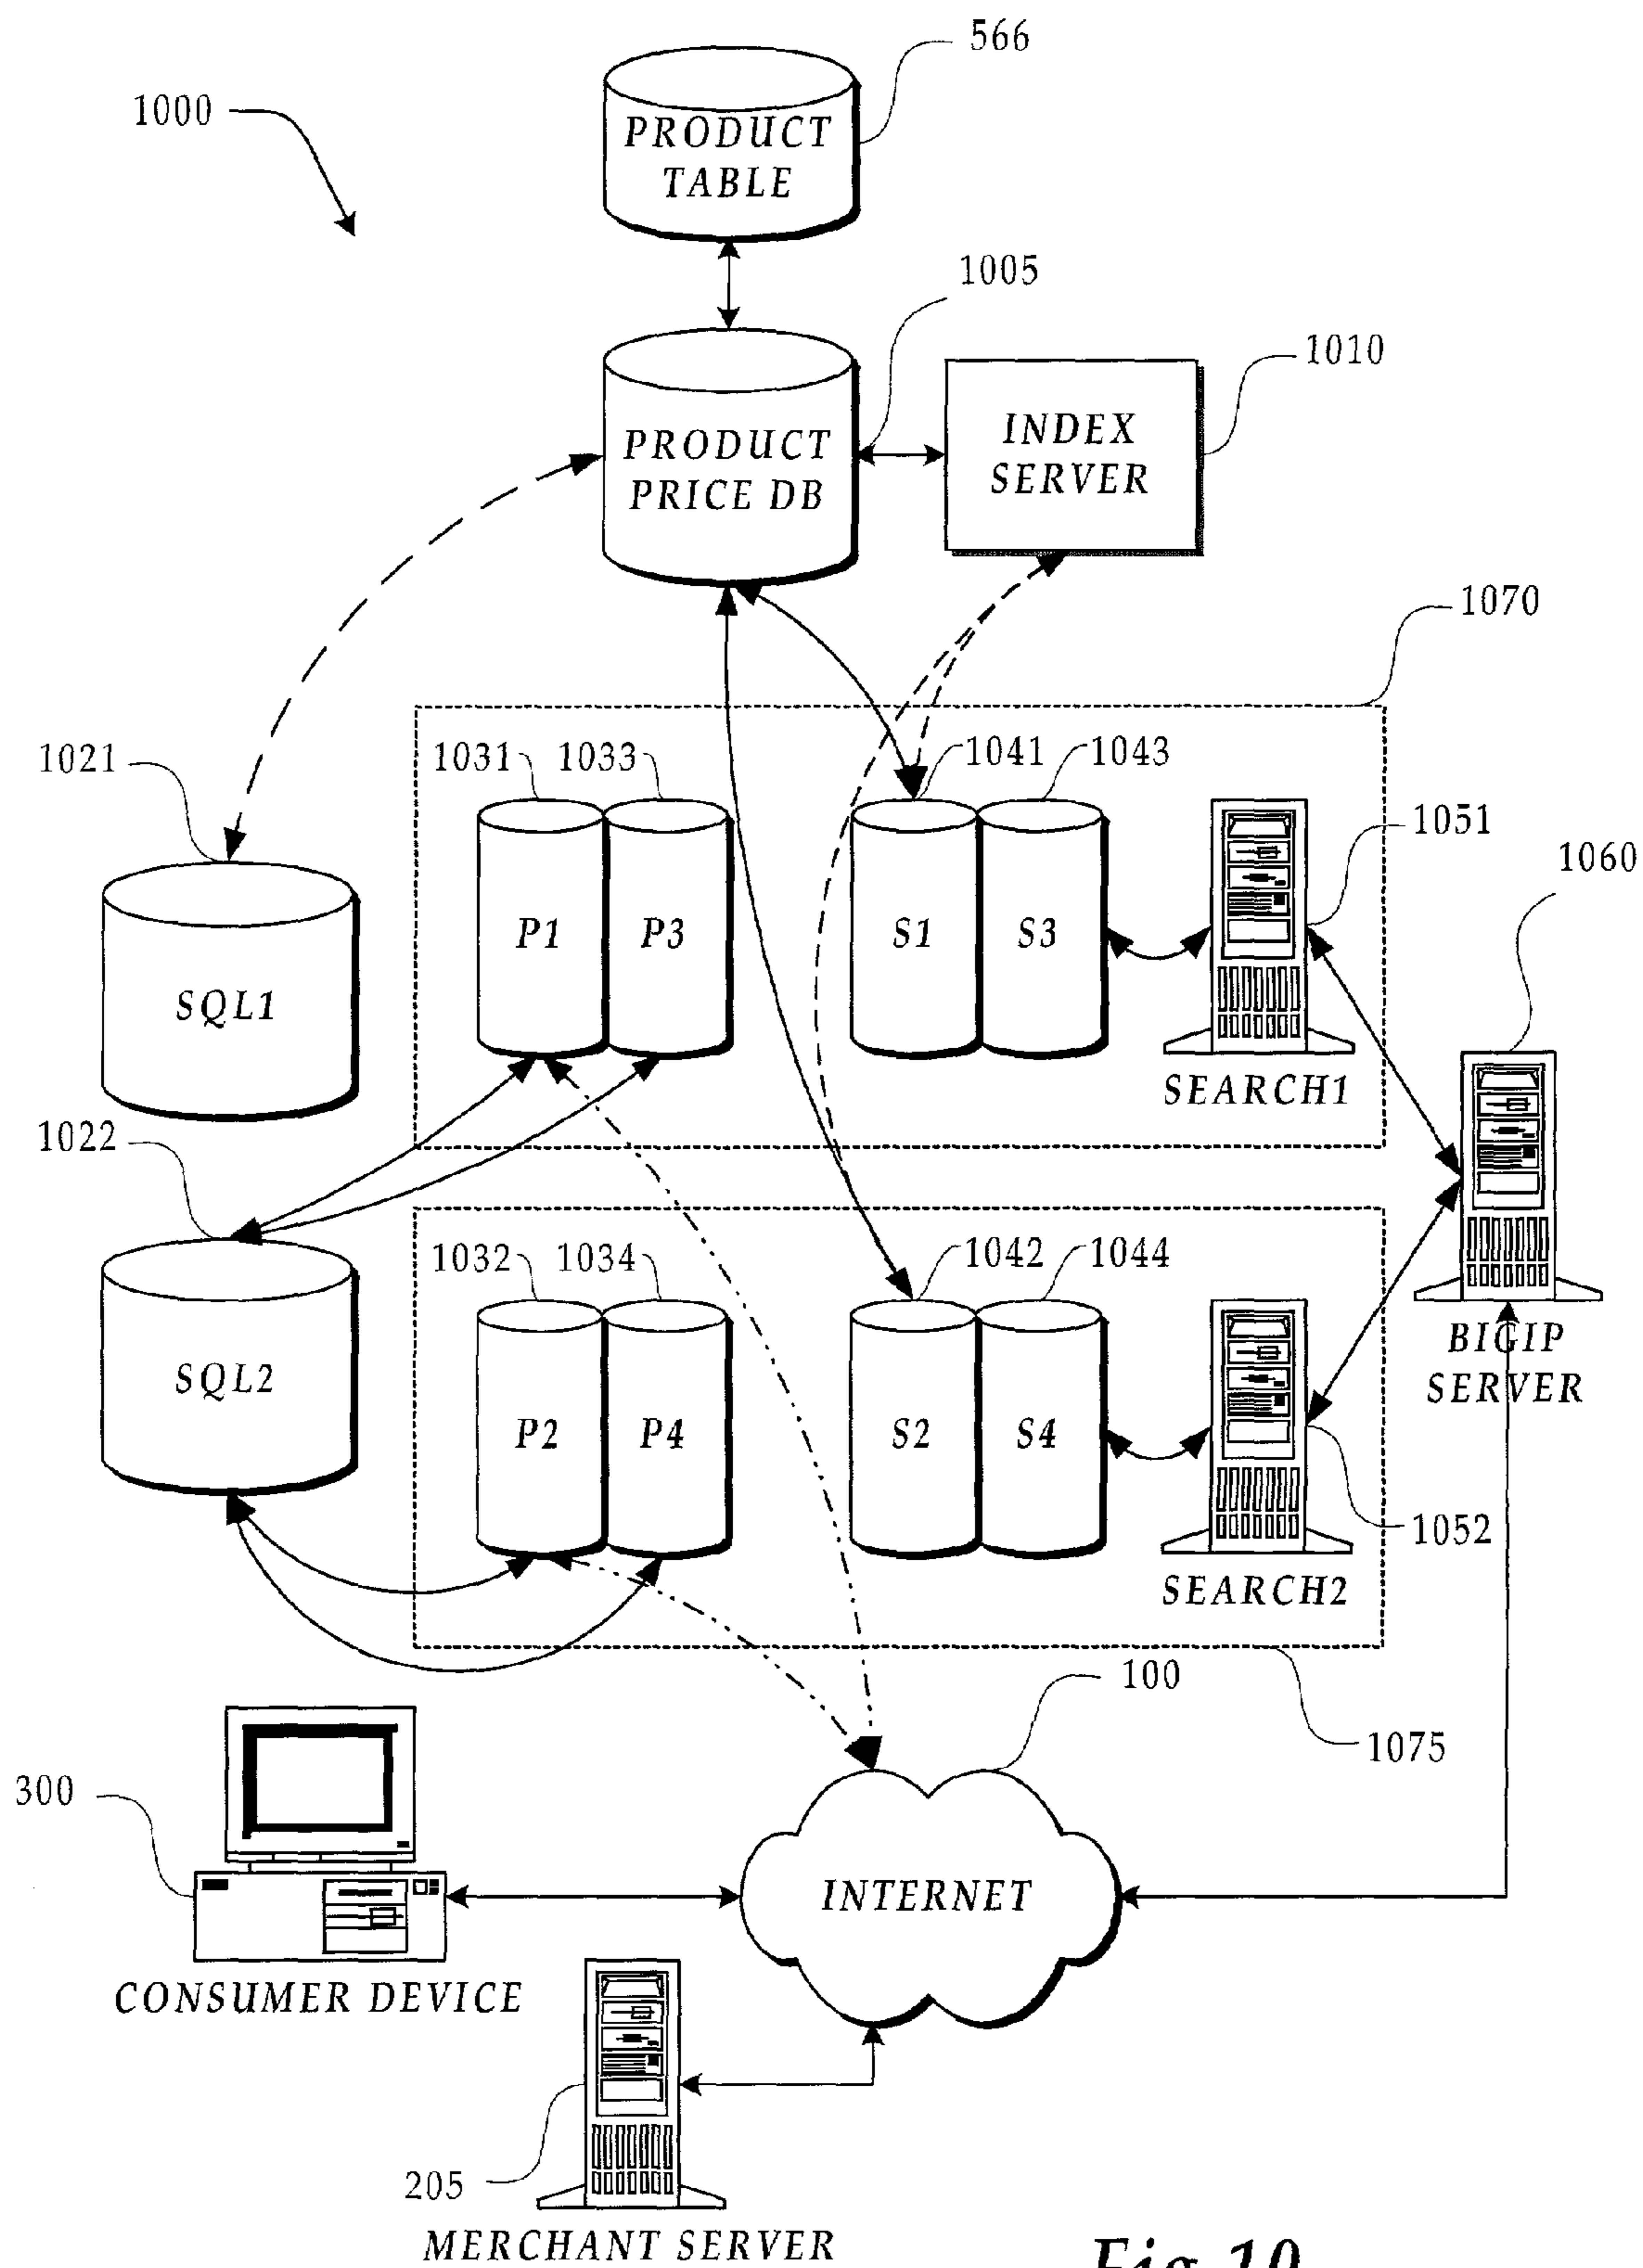 566
1000
PRODUCT
TABLE
1005
1010
PRODUCT
PRICE DB
INDEX
SERVER
1070
1021
1031
1033
1041
1043
1051
1060
SQL1
P1
P3
S1
S3
SEARCH1
1022
1032
1034
1042
1044
BIGIP
SERVER
SQL2
P2
P4
S2
S4
1052
SEARCH2
100
1075
300
INTERNET
CONSUMER DEVICE
205
MERCHANT SERVER
Fig.10